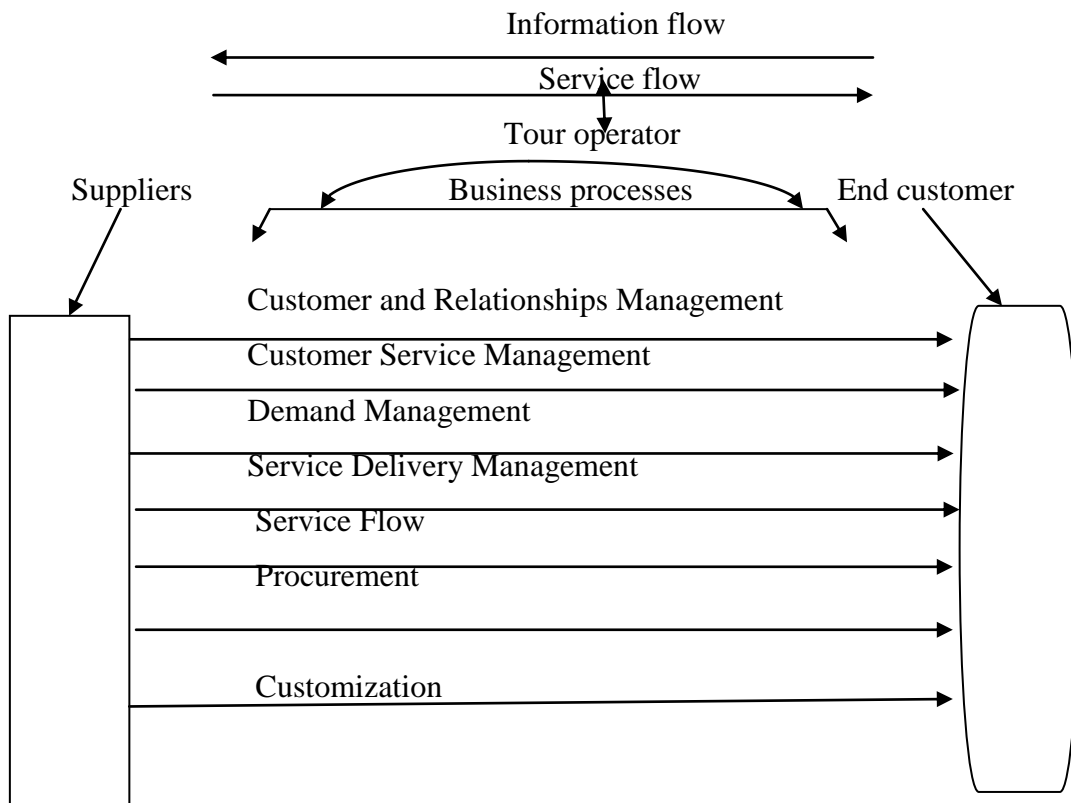 Information flow
Service flow
Tour operator
Suppliers
Business processes
End customer
Customer and Relationships Management
Customer Service Management
Demand Management
Service Delivery Management
Service Flow
Procurement
Customization